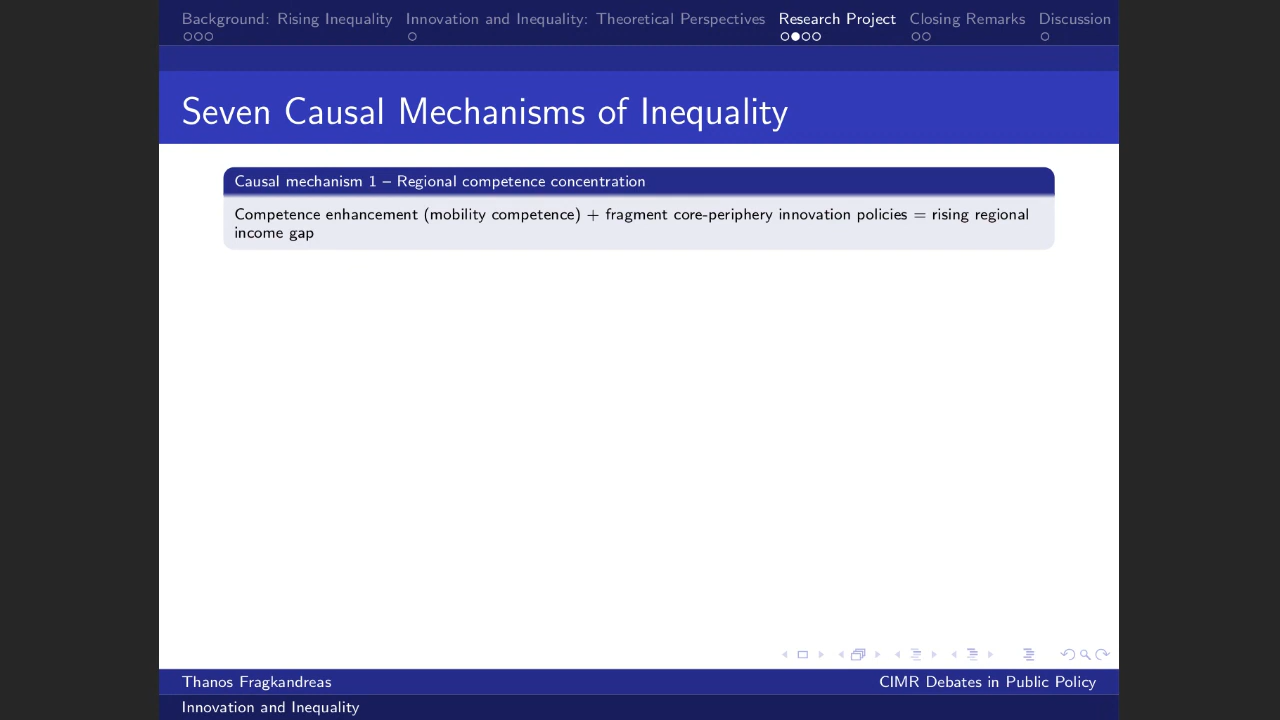 Background: Rising Inequality Innovation and Inequality: Theoretical Perspectives Research Project Closing Remarks Discussion
Seven Causal Mechanisms of Inequality
Causal mechanism 1 – Regional competence concentration
Competence enhancement (mobility competence) + fragment core-periphery innovation policies = rising regional
income gap
Thanos Fragkandreas CIMR Debates in Public Policy
Innovation and Inequality